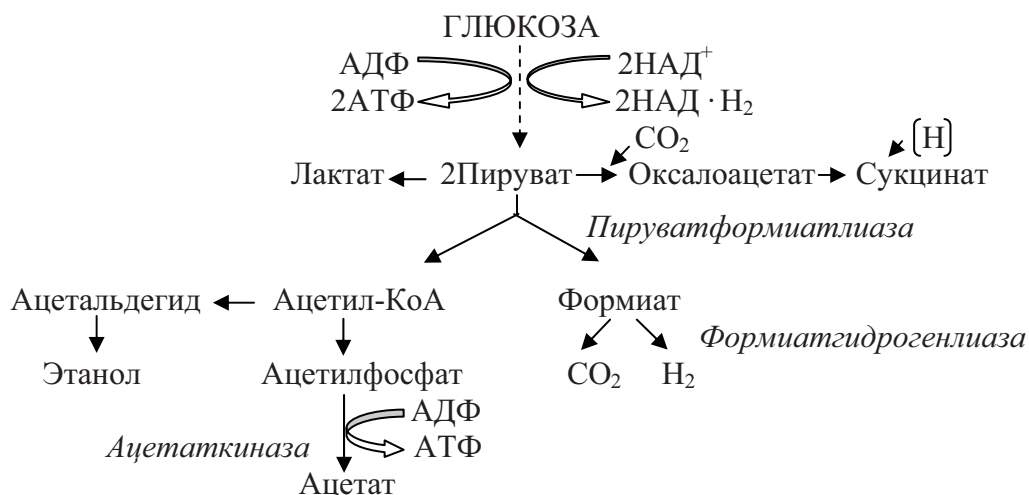 ГЛЮКОЗА
АДФ 2НАД⁺
2АТФ 2НАД · H₂
CO₂ [H]
Лактат 2Пируват Оксалоацетат Сукцинат
Пируватформиатлиаза
Ацетальдегид Ацетил-КоА Формиат
Формиатгидрогенлиаза
Этанол Ацетилфосфат CO₂ H₂
АДФ
Ацетаткиназа АТФ
Ацетат